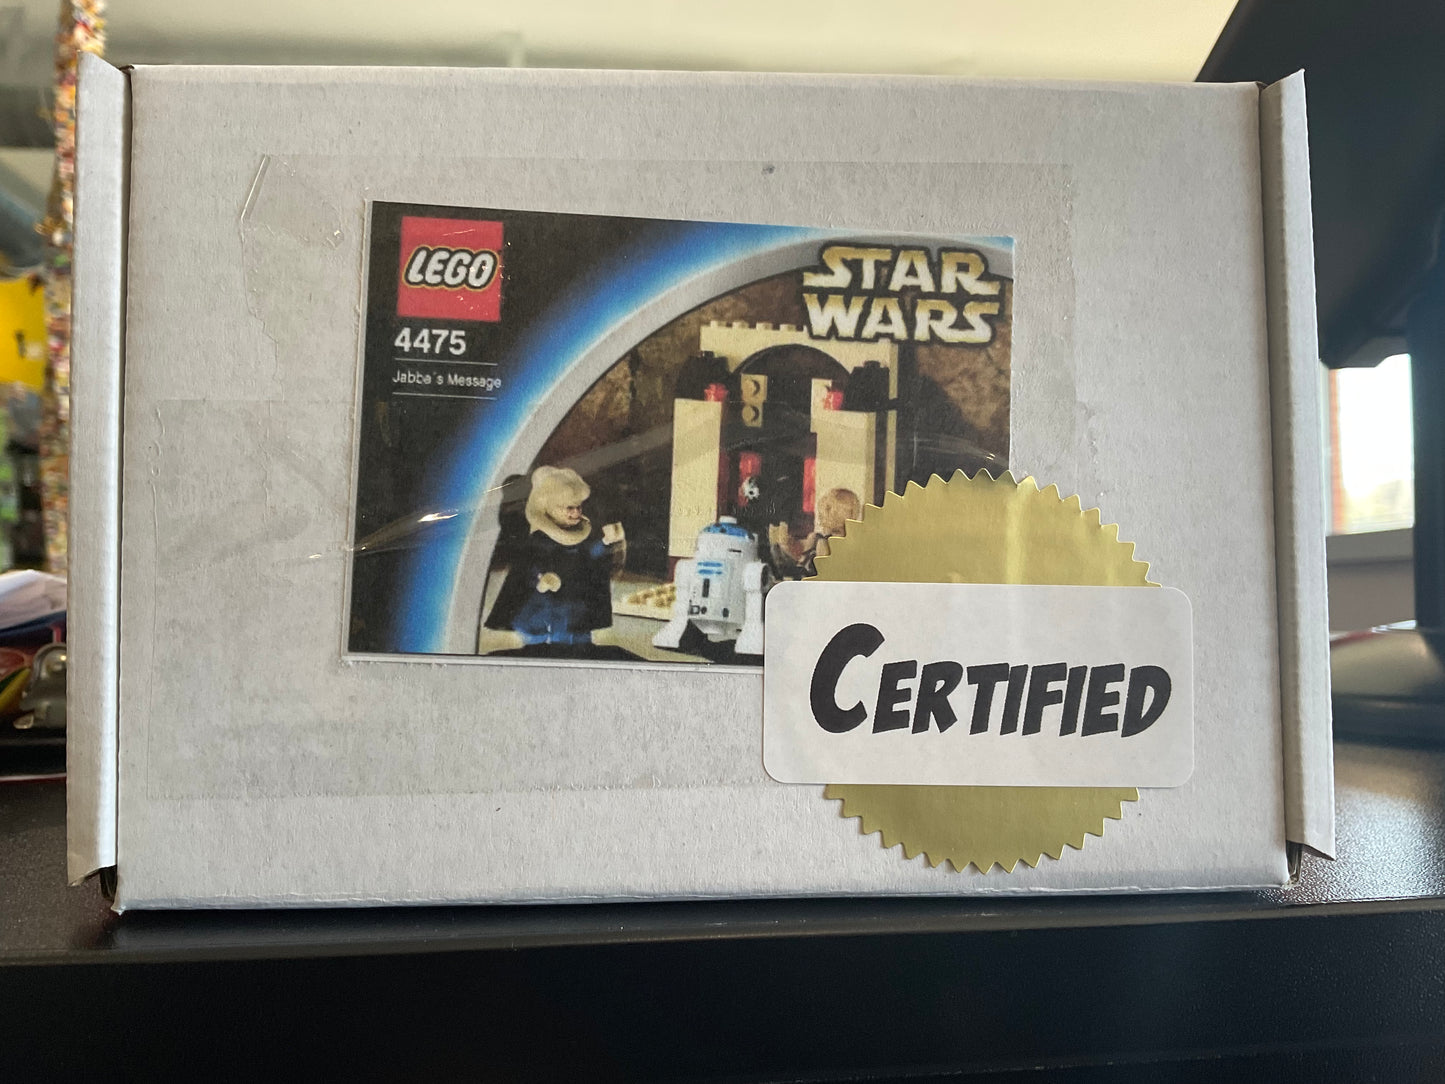 LEGO
4475
Jabba's Message
STAR
WARS
CERTIFIED